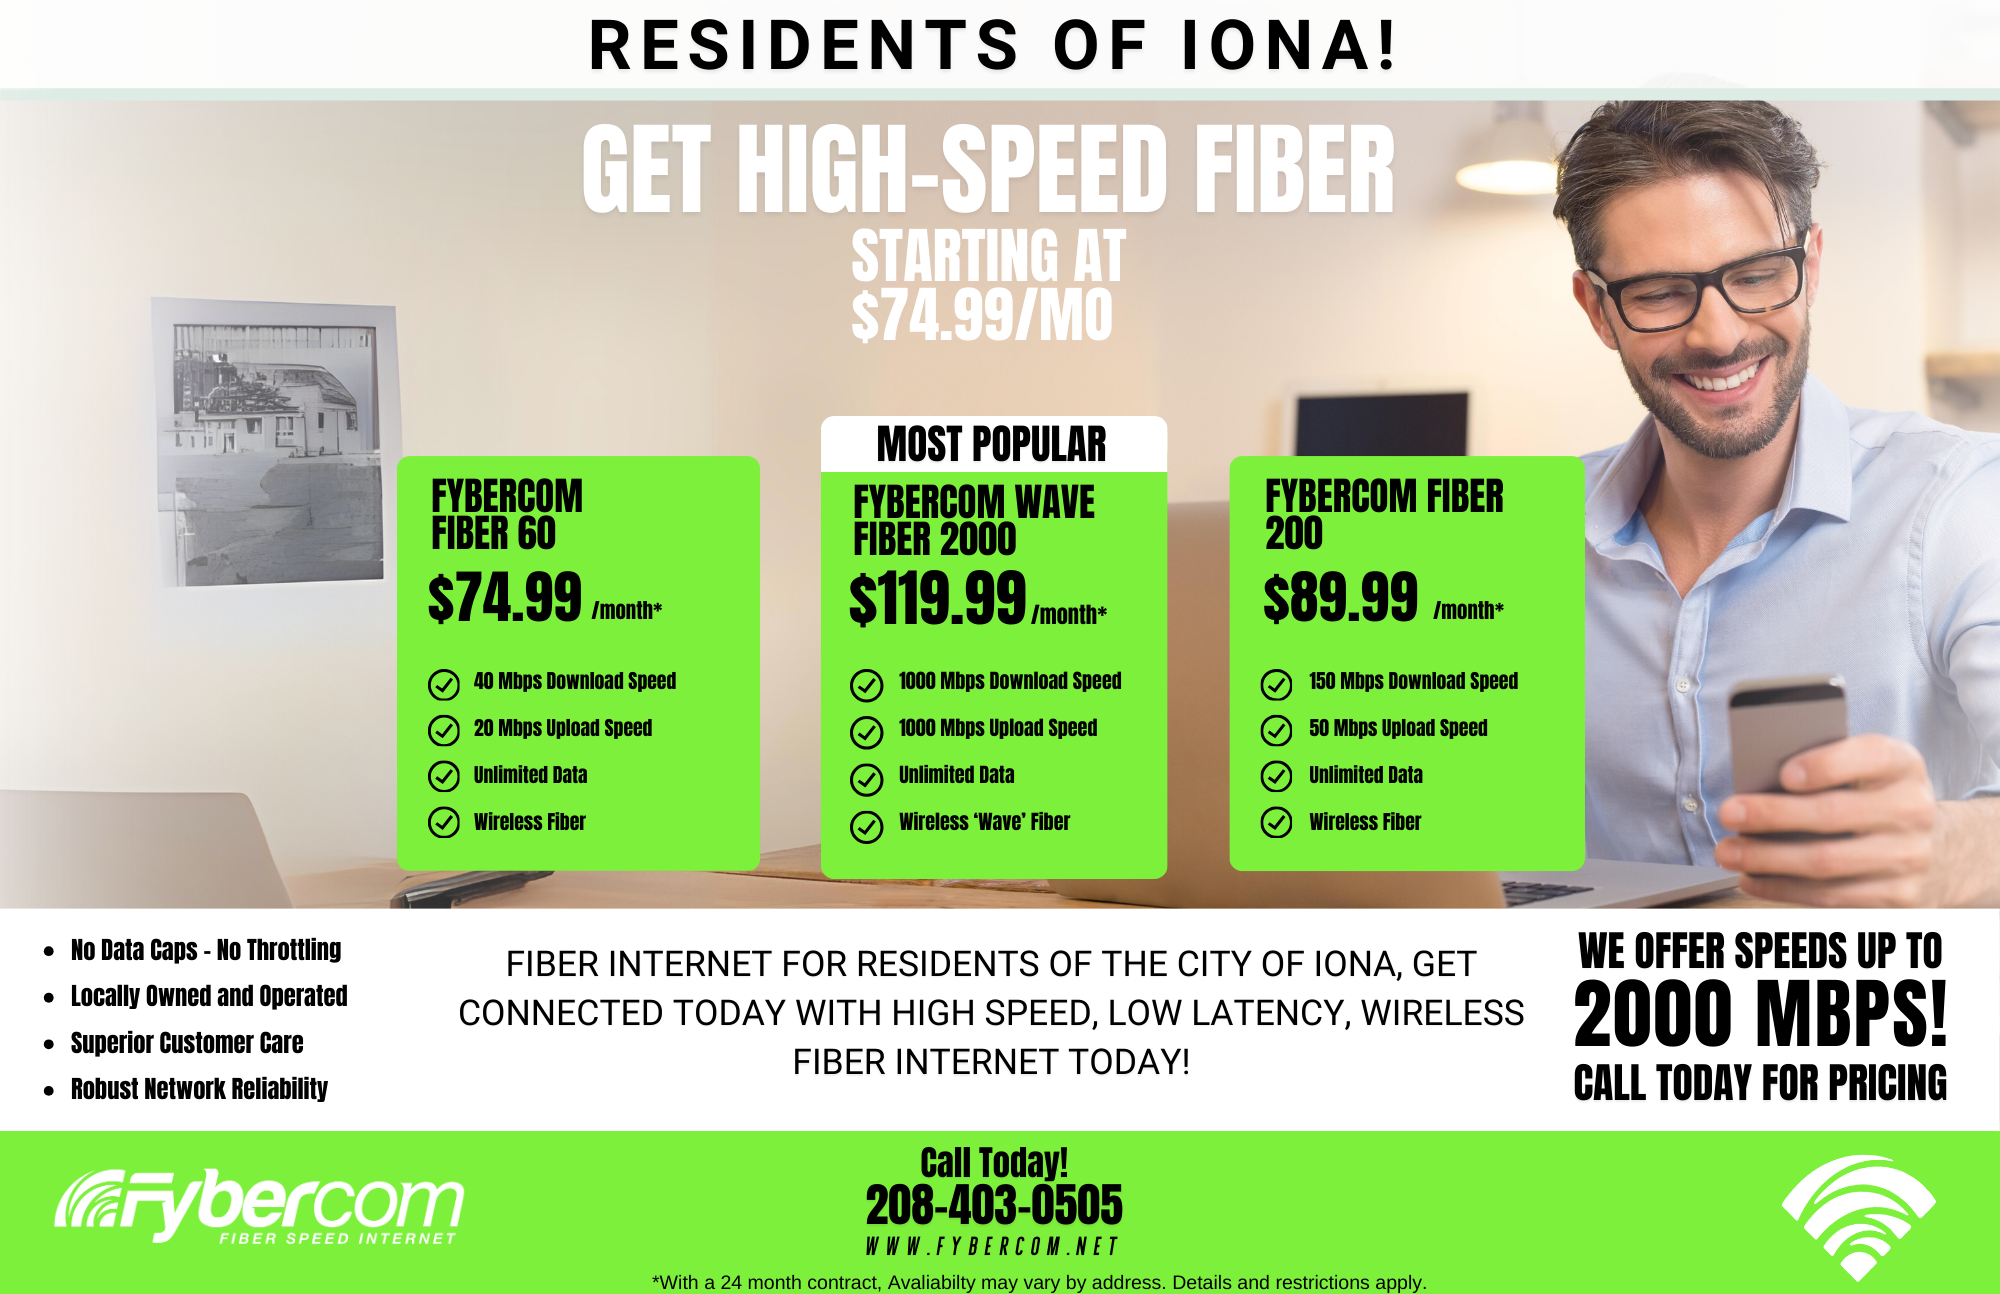 RESIDENTS OF IONA!
GET HIGH-SPEED FIBER
STARTING AT
$74.99/MO
FYBERCOM
FIBER 60
$74.99 /month*
40 Mbps Download Speed
20 Mbps Upload Speed
Unlimited Data
Wireless Fiber
MOST POPULAR
FYBERCOM WAVE
FIBER 2000
$119.99 /month*
1000 Mbps Download Speed
1000 Mbps Upload Speed
Unlimited Data
Wireless ‘Wave’ Fiber
FYBERCOM FIBER
200
$89.99 /month*
150 Mbps Download Speed
50 Mbps Upload Speed
Unlimited Data
Wireless Fiber
• No Data Caps - No Throttling
• Locally Owned and Operated
• Superior Customer Care
• Robust Network Reliability
FIBER INTERNET FOR RESIDENTS OF THE CITY OF IONA, GET
CONNECTED TODAY WITH HIGH SPEED, LOW LATENCY, WIRELESS
FIBER INTERNET TODAY!
WE OFFER SPEEDS UP TO
2000 MBPS!
CALL TODAY FOR PRICING
Fybercom
FIBER SPEED INTERNET
Call Today!
208-403-0505
WWW.FYBERCOM.NET
*With a 24 month contract, Avaliabilty may vary by address. Details and restrictions apply.